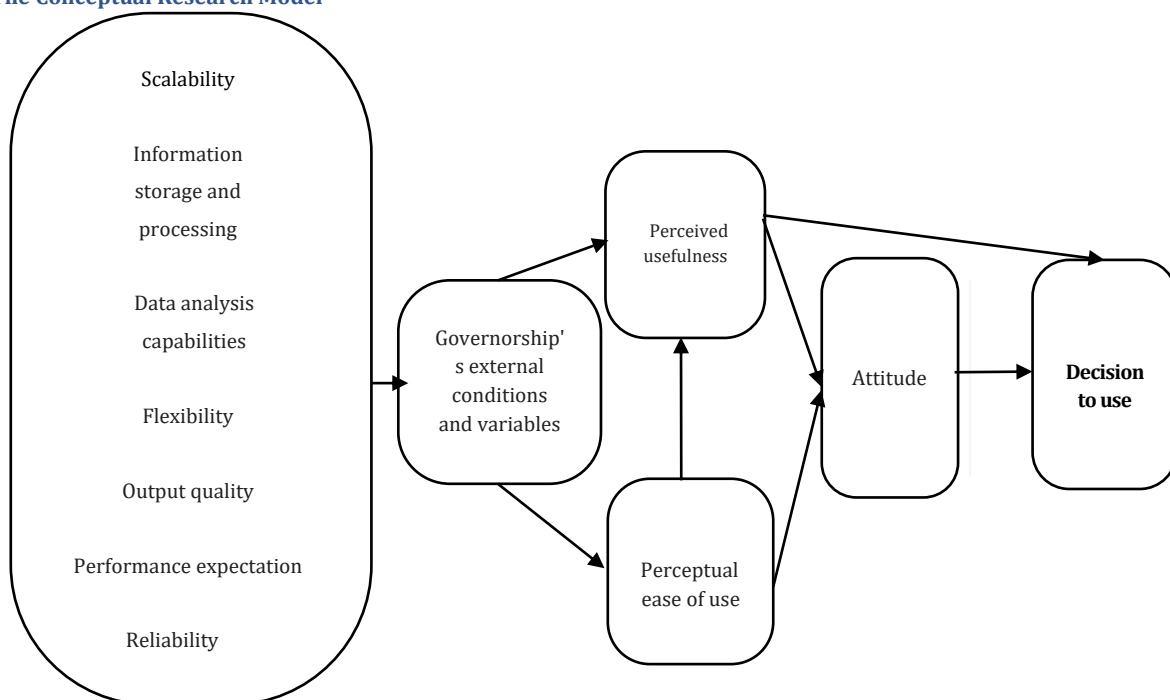 The Conceptual Research Model
Scalability
Information
storage and
processing
Data analysis
capabilities
Flexibility
Output quality
Performance expectation
Reliability
Governorship'
s external
conditions
and variables
Perceived
usefulness
Perceptual
ease of use
Attitude
Decision
to use